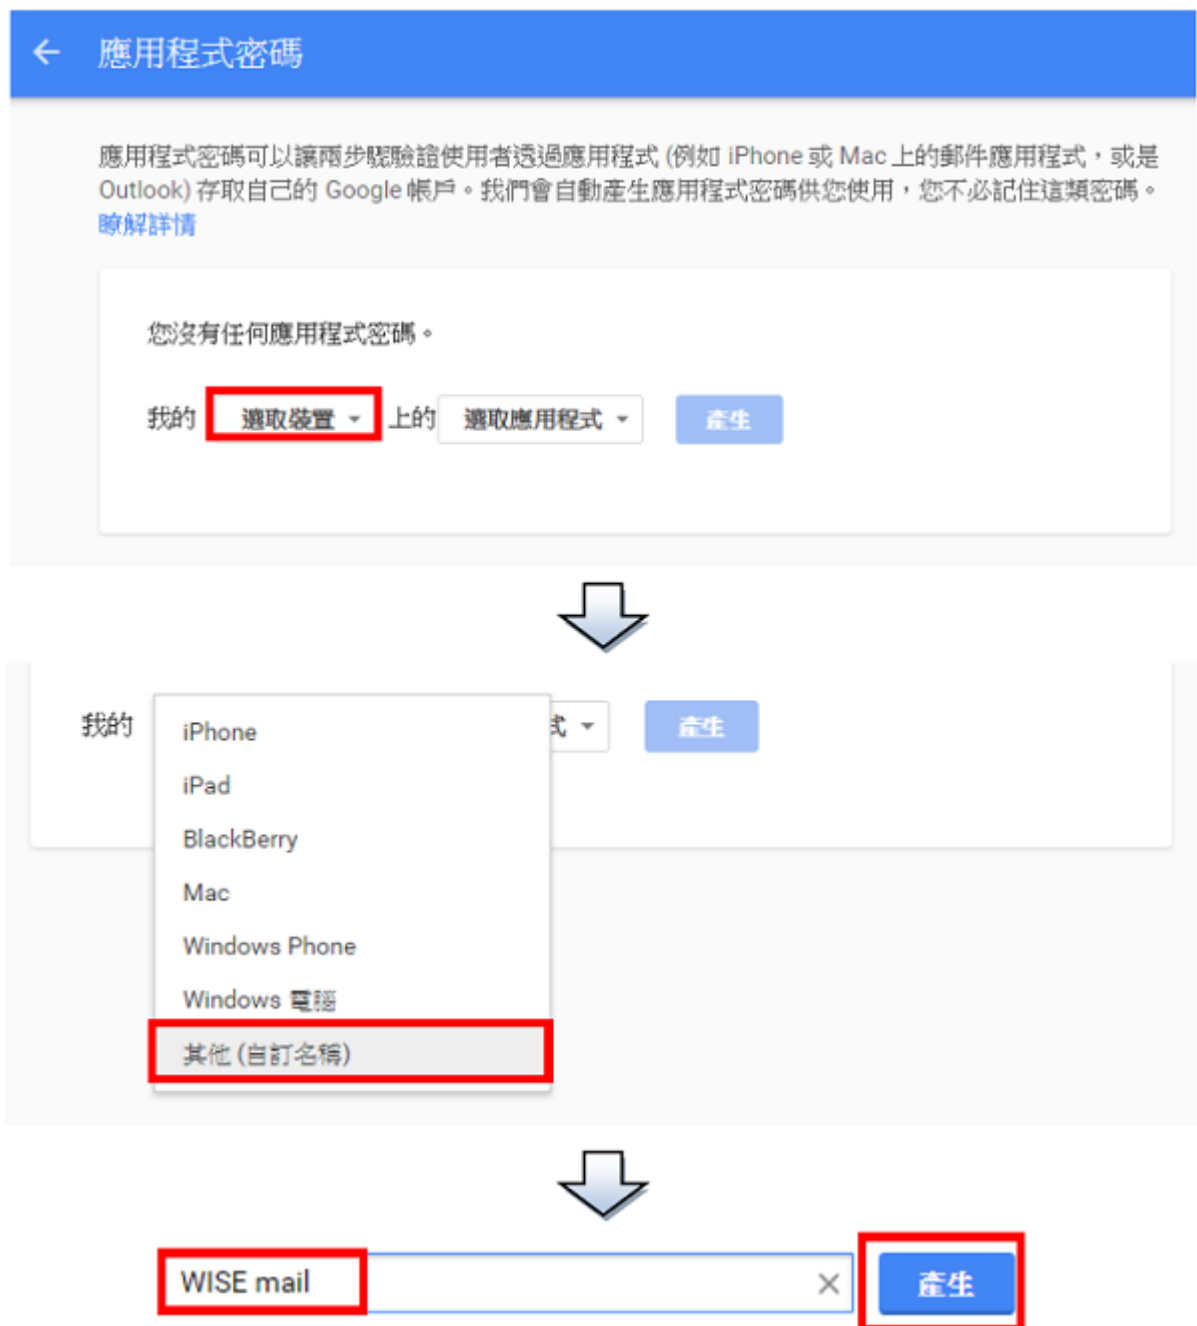 應用程式密碼
應用程式密碼可以讓兩步驟驗證使用者透過應用程式 (例如 iPhone 或 Mac 上的郵件應用程式，或是
Outlook) 存取自己的 Google 帳戶。我們會自動產生應用程式密碼供您使用，您不必記住這類密碼。
瞭解詳情
您沒有任何應用程式密碼。
我的 選取裝置 上的 選取應用程式 產生
我的 式 產生
iPhone
iPad
BlackBerry
Mac
Windows Phone
Windows 電腦
其他 (自訂名稱)
WISE mail 產生